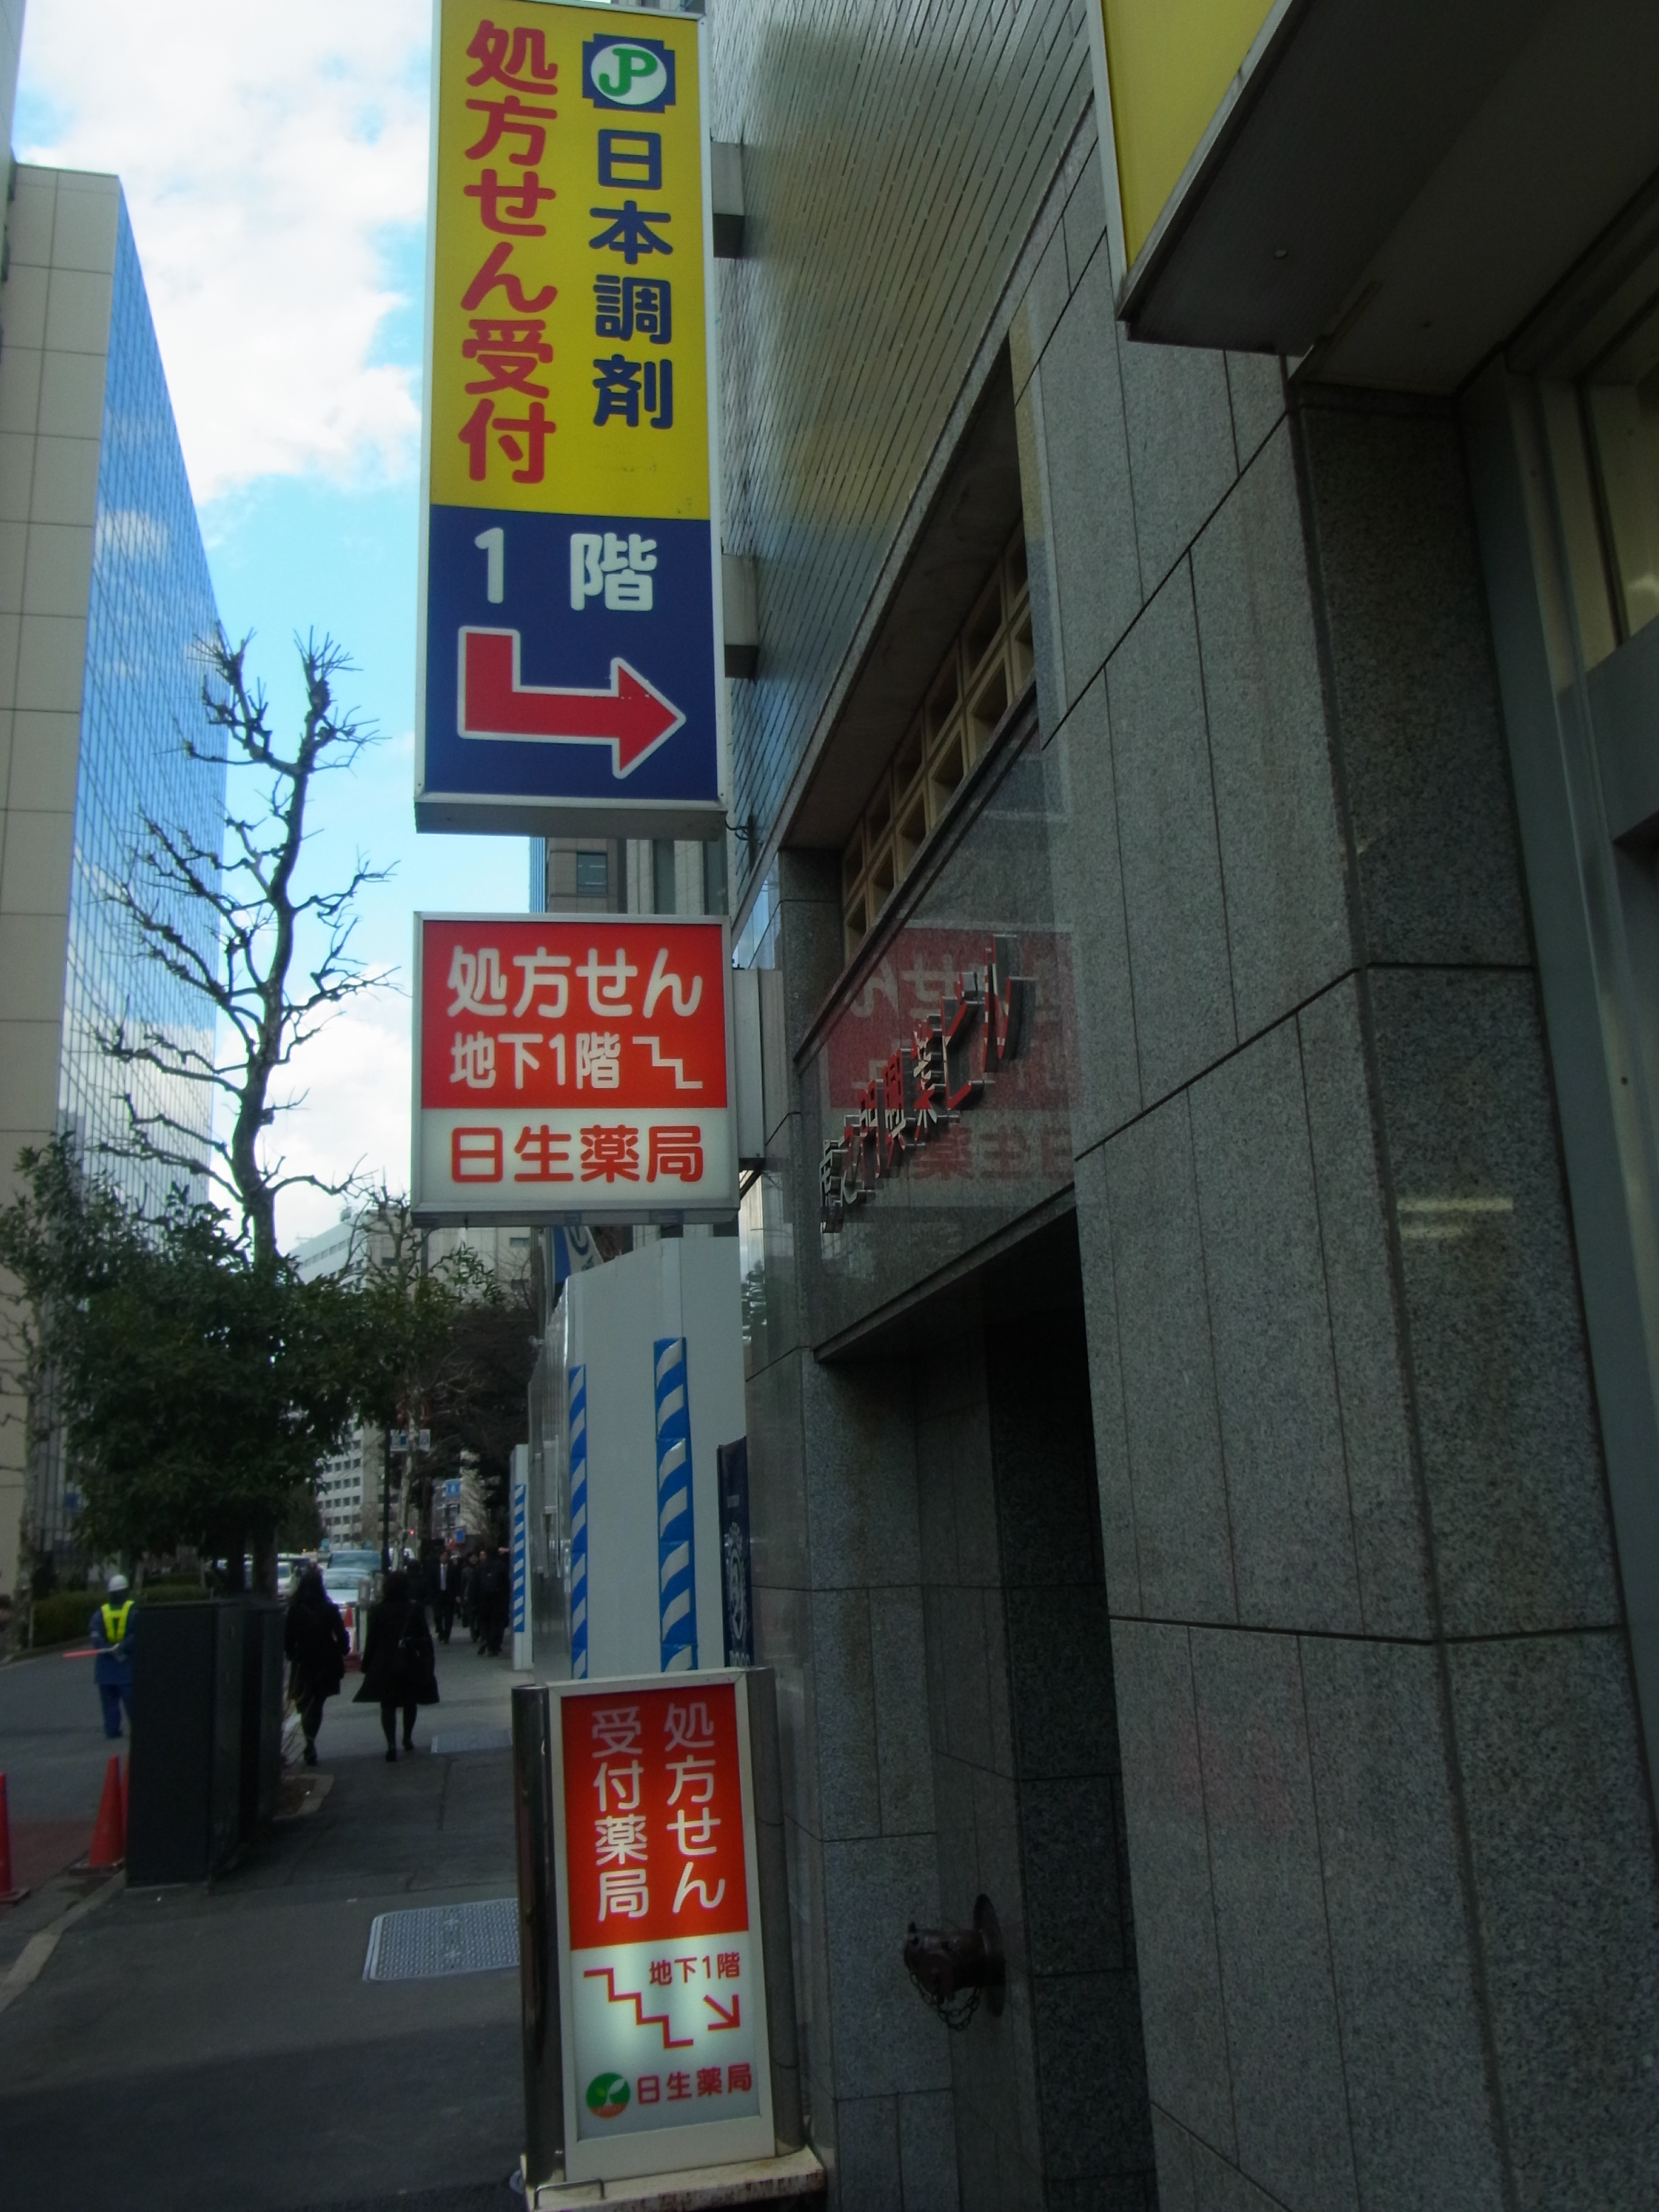 JP 日本調剤
処方せん受付
1階
処方せん
地下1階
日生薬局
処方せん
受付薬局
地下1階
日生薬局